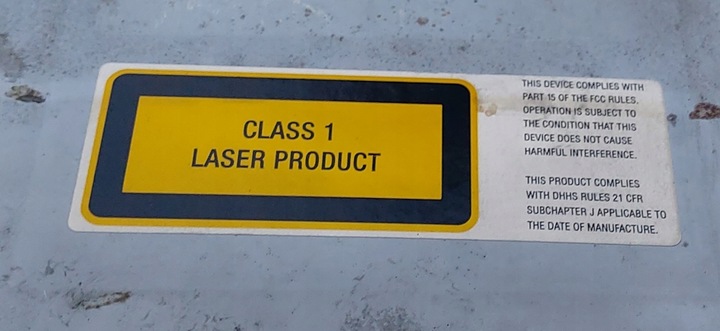 CLASS 1
LASER PRODUCT
THIS DEVICE COMPLIES WITH
PART 15 OF THE FCC RULES.
OPERATION IS SUBJECT TO
THE CONDITION THAT THIS
DEVICE DOES NOT CAUSE
HARMFUL INTERFERENCE.
THIS PRODUCT COMPLIES
WITH DHHS RULES 21 CFR
SUBCHAPTER J APPLICABLE TO
THE DATE OF MANUFACTURE.